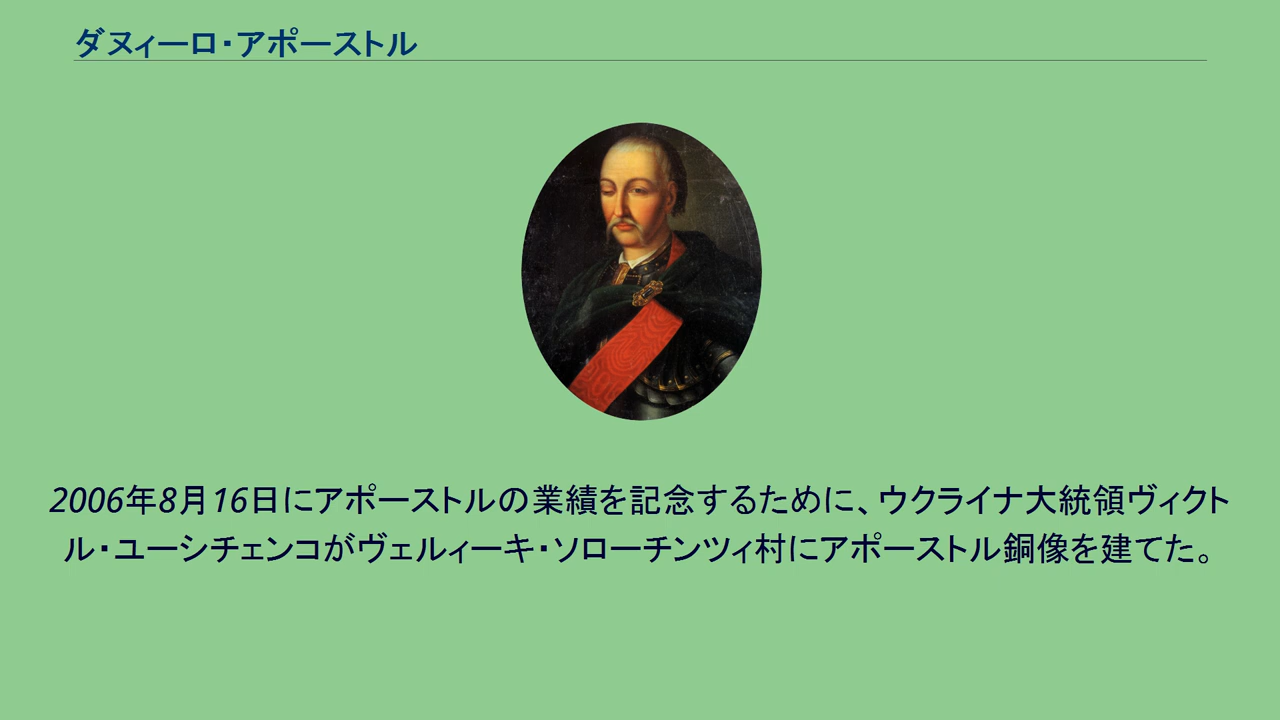 ダヌィーロ・アポーストル
2006年8月16日にアポーストルの業績を記念するために、ウクライナ大統領ヴィクト
ル・ユーシチェンコがヴェルィーキ・ソローチンツィ村にアポーストル銅像を建てた。